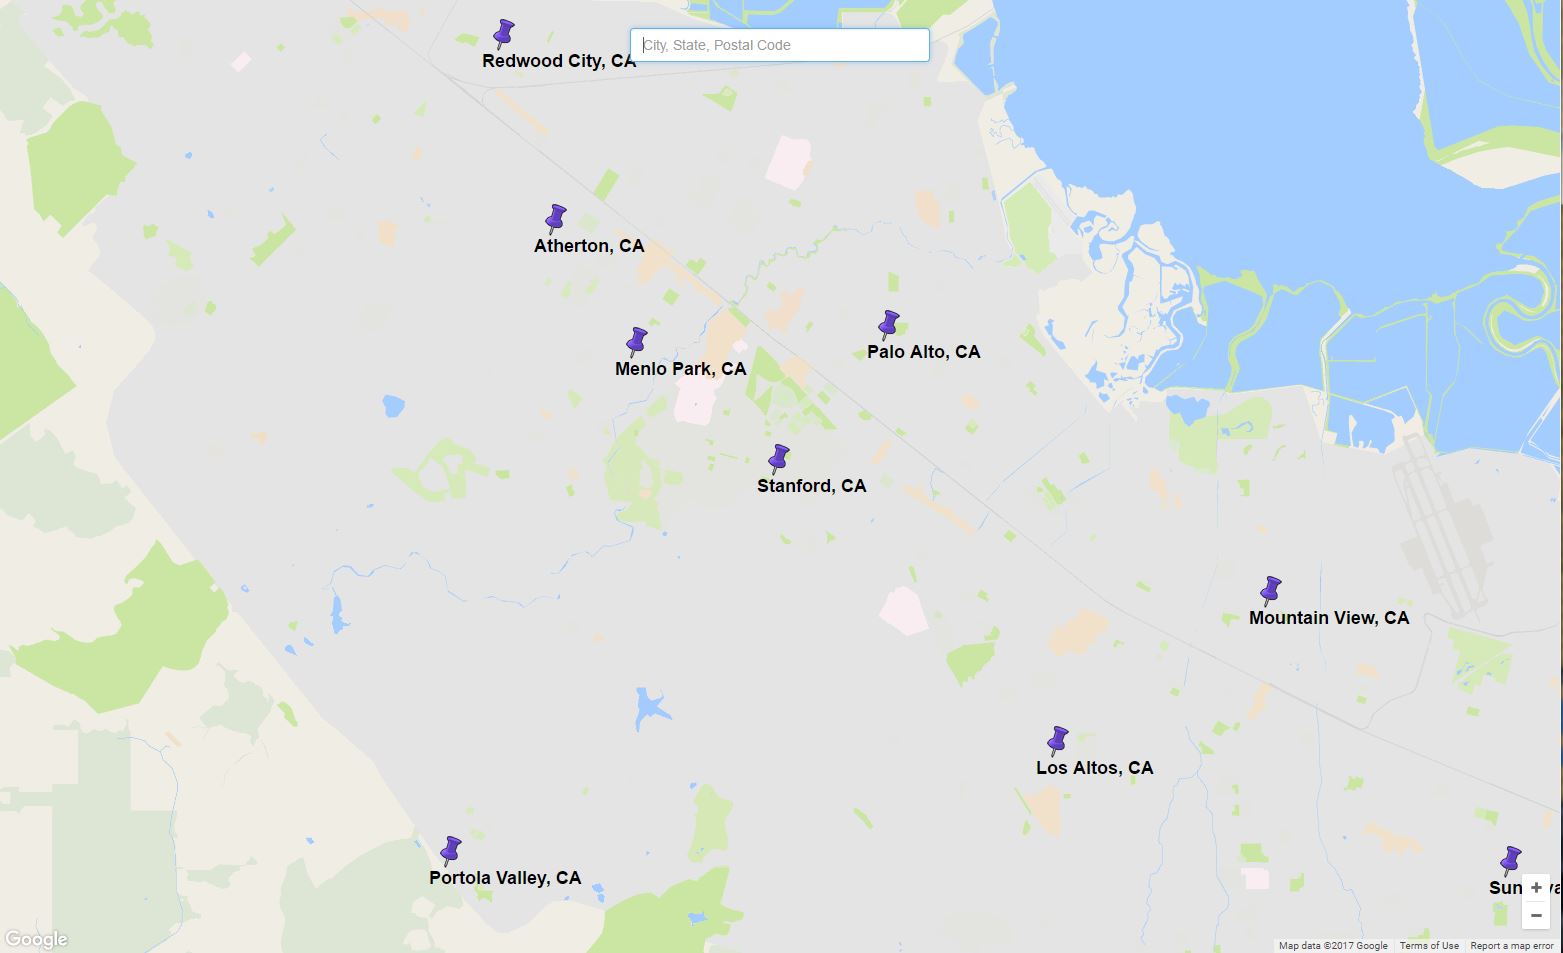 City, State, Postal Code
Redwood City, CA
Atherton, CA
Palo Alto, CA
Menlo Park, CA
Stanford, CA
Mountain View, CA
Los Altos, CA
Portola Valley, CA
+
−
Google
Map data ©2017 Google
Terms of Use
Report a map error